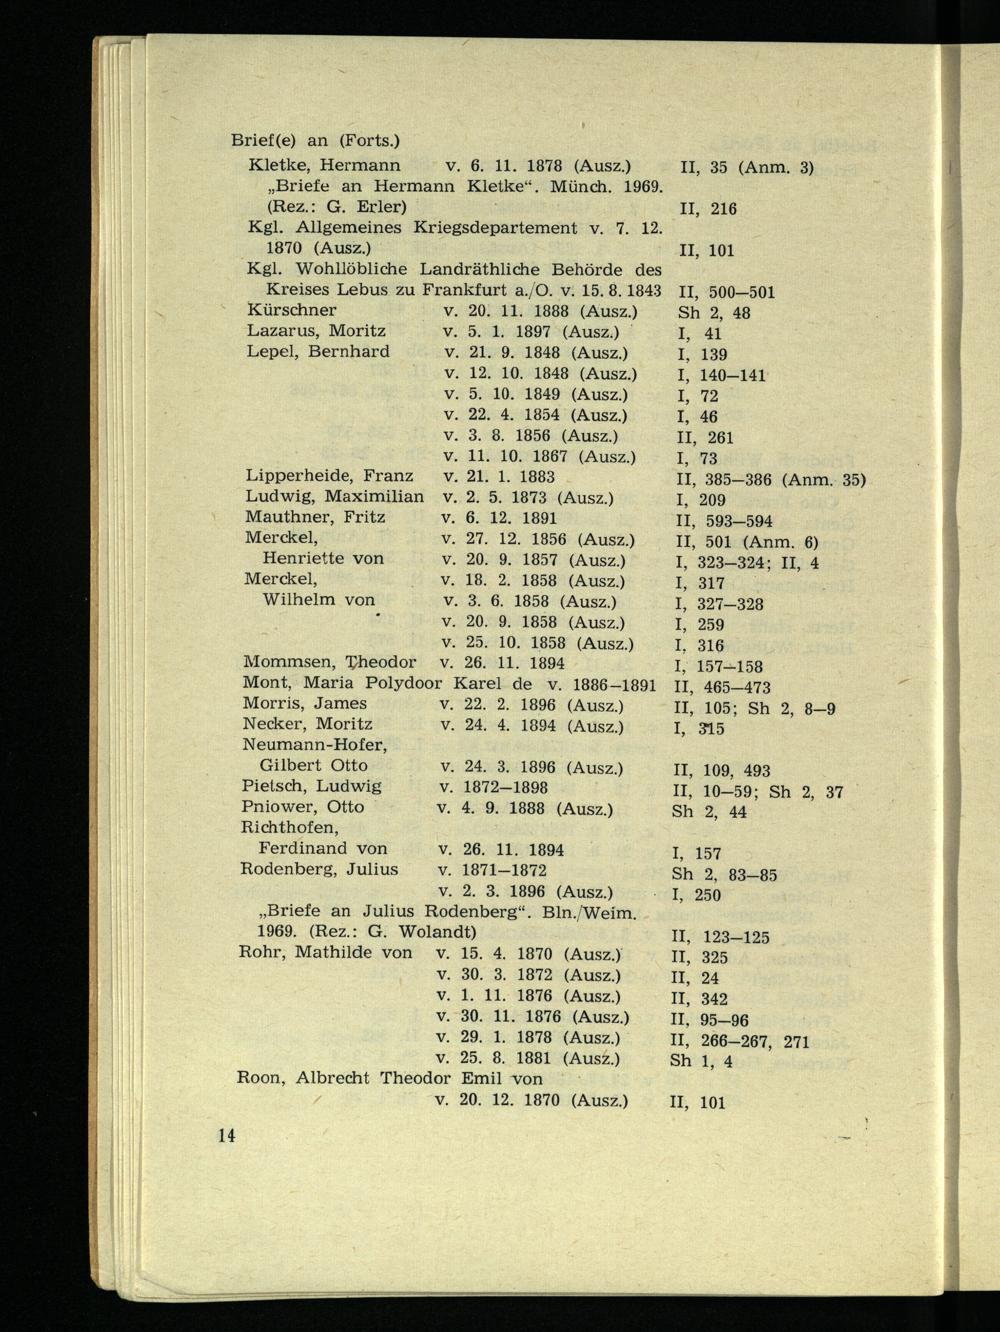 Brief(e) an (Forts.)
Kletke, Hermann v. 6. 11. 1878 (Ausz.) II, 35 (Anm. 3)
„Briefe an Hermann Kletke“. Münch. 1969.
(Rez.: G. Erler) II, 216
Kgl. Allgemeines Kriegsdepartement v. 7. 12.
1870 (Ausz.) II, 101
Kgl. Wohllöbliche Landräthliche Behörde des
Kreises Lebus zu Frankfurt a./O. v. 15. 8. 1843 II, 500—501
Kürschner v. 20. 11. 1888 (Ausz.) Sh 2, 48
Lazarus, Moritz v. 5. 1. 1897 (Ausz.) I, 41
Lepel, Bernhard v. 21. 9. 1848 (Ausz.) I, 139
v. 12. 10. 1848 (Ausz.) I, 140—141
v. 5. 10. 1849 (Ausz.) I, 72
v. 22. 4. 1854 (Ausz.) I, 46
v. 3. 8. 1856 (Ausz.) II, 261
v. 11. 10. 1867 (Ausz.) I, 73
Lipperheide, Franz v. 21. 1. 1883 II, 385—386 (Anm. 35)
Ludwig, Maximilian v. 2. 5. 1873 (Ausz.) I, 209
Mauthner, Fritz v. 6. 12. 1891 II, 593—594
Merckel, v. 27. 12. 1856 (Ausz.) II, 501 (Anm. 6)
Henriette von v. 20. 9. 1857 (Ausz.) I, 323—324; II, 4
Merckel, v. 18. 2. 1858 (Ausz.) I, 317
Wilhelm von v. 3. 6. 1858 (Ausz.) I, 327—328
v. 20. 9. 1858 (Ausz.) I, 259
v. 25. 10. 1858 (Ausz.) I, 316
Mommsen, Theodor v. 26. 11. 1894 I, 157—158
Mont, Maria Polydoor Karel de v. 1886—1891 II, 465—473
Morris, James v. 22. 2. 1896 (Ausz.) II, 105; Sh 2, 8—9
Necker, Moritz v. 24. 4. 1894 (Ausz.) I, 315
Neumann-Hofer,
Gilbert Otto v. 24. 3. 1896 (Ausz.) II, 109, 493
Pietsch, Ludwig v. 1872—1898 II, 10—59; Sh 2, 37
Pniower, Otto v. 4. 9. 1888 (Ausz.) Sh 2, 44
Richthofen,
Ferdinand von v. 26. 11. 1894 I, 157
Rodenberg, Julius v. 1871—1872 Sh 2, 83—85
v. 2. 3. 1896 (Ausz.) I, 250
„Briefe an Julius Rodenberg“. Bln./Weim.
1969. (Rez.: G. Wolandt) II, 123—125
Rohr, Mathilde von v. 15. 4. 1870 (Ausz.) II, 325
v. 30. 3. 1872 (Ausz.) II, 24
v. 1. 11. 1876 (Ausz.) II, 342
v. 30. 11. 1876 (Ausz.) II, 95—96
v. 29. 1. 1878 (Ausz.) II, 266—267, 271
v. 25. 8. 1881 (Ausz.) Sh 1, 4
Roon, Albrecht Theodor Emil von
v. 20. 12. 1870 (Ausz.) II, 101
14